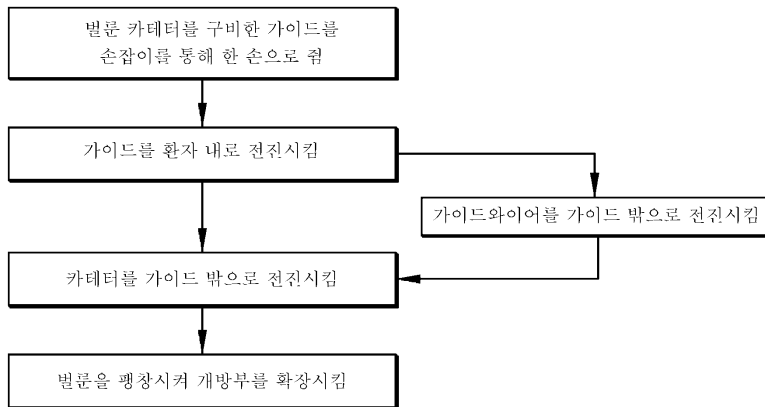 벌룬 카테터를 구비한 가이드를
손잡이를 통해 한 손으로 쥠
가이드를 환자 내로 전진시킴
가이드와이어를 가이드 밖으로 전진시킴
카테터를 가이드 밖으로 전진시킴
벌룬을 팽창시켜 개방부를 확장시킴